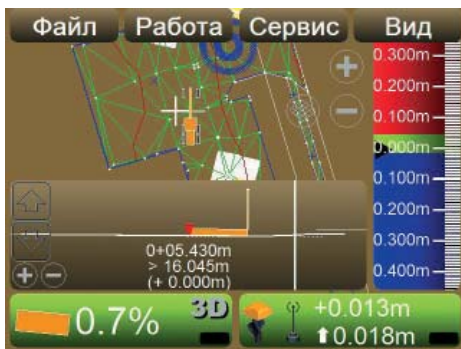 Файл Работа Сервис Вид
0.300m
0.200m
0.100m
0.000m
0.100m
0.200m
0.300m
0.400m
0+05.430m
> 16.045m
(+ 0.000m)
0.7% 3D
+0.013m
0.018m